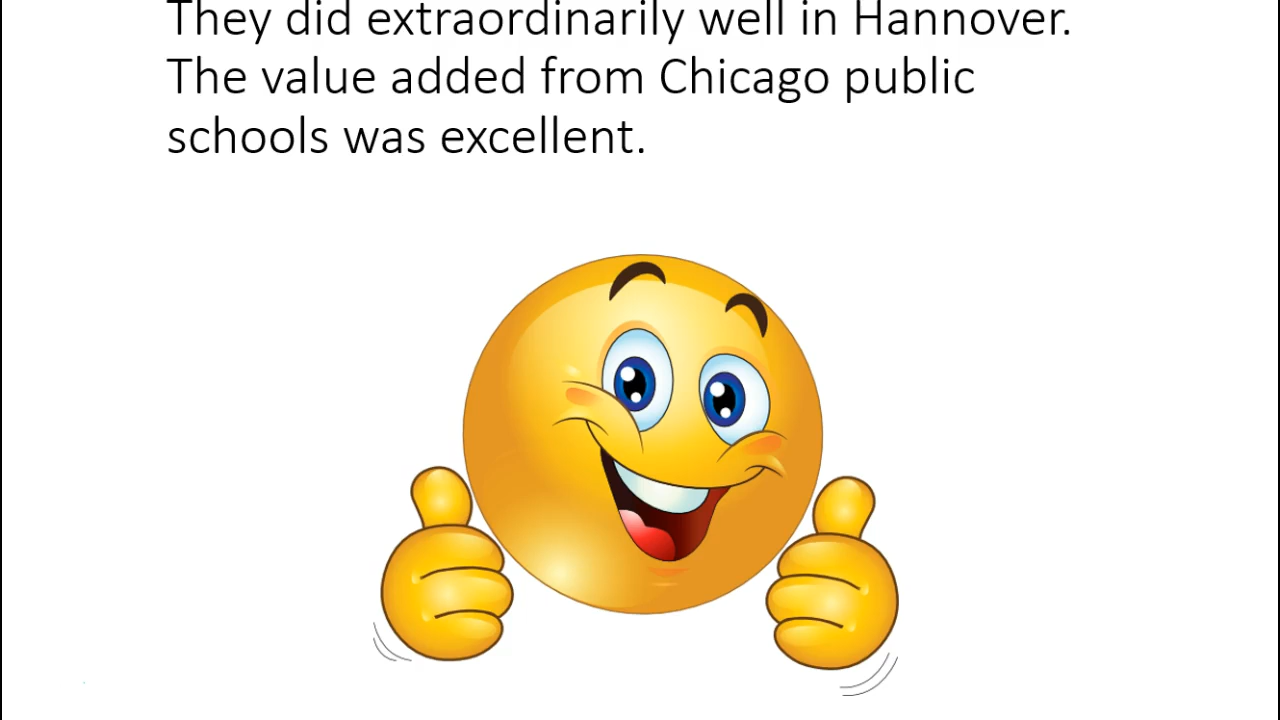 They did extraordinarily well in Hannover.
The value added from Chicago public
schools was excellent.